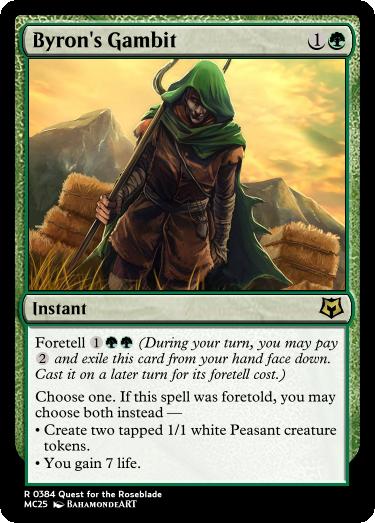 Byron's Gambit 1
Instant
Foretell 1 (During your turn, you may pay
2 and exile this card from your hand face down.
Cast it on a later turn for its foretell cost.)
Choose one. If this spell was foretold, you may
choose both instead —
• Create two tapped 1/1 white Peasant creature
tokens.
• You gain 7 life.
R 0384 Quest for the Roseblade
MC25 BahamondeART